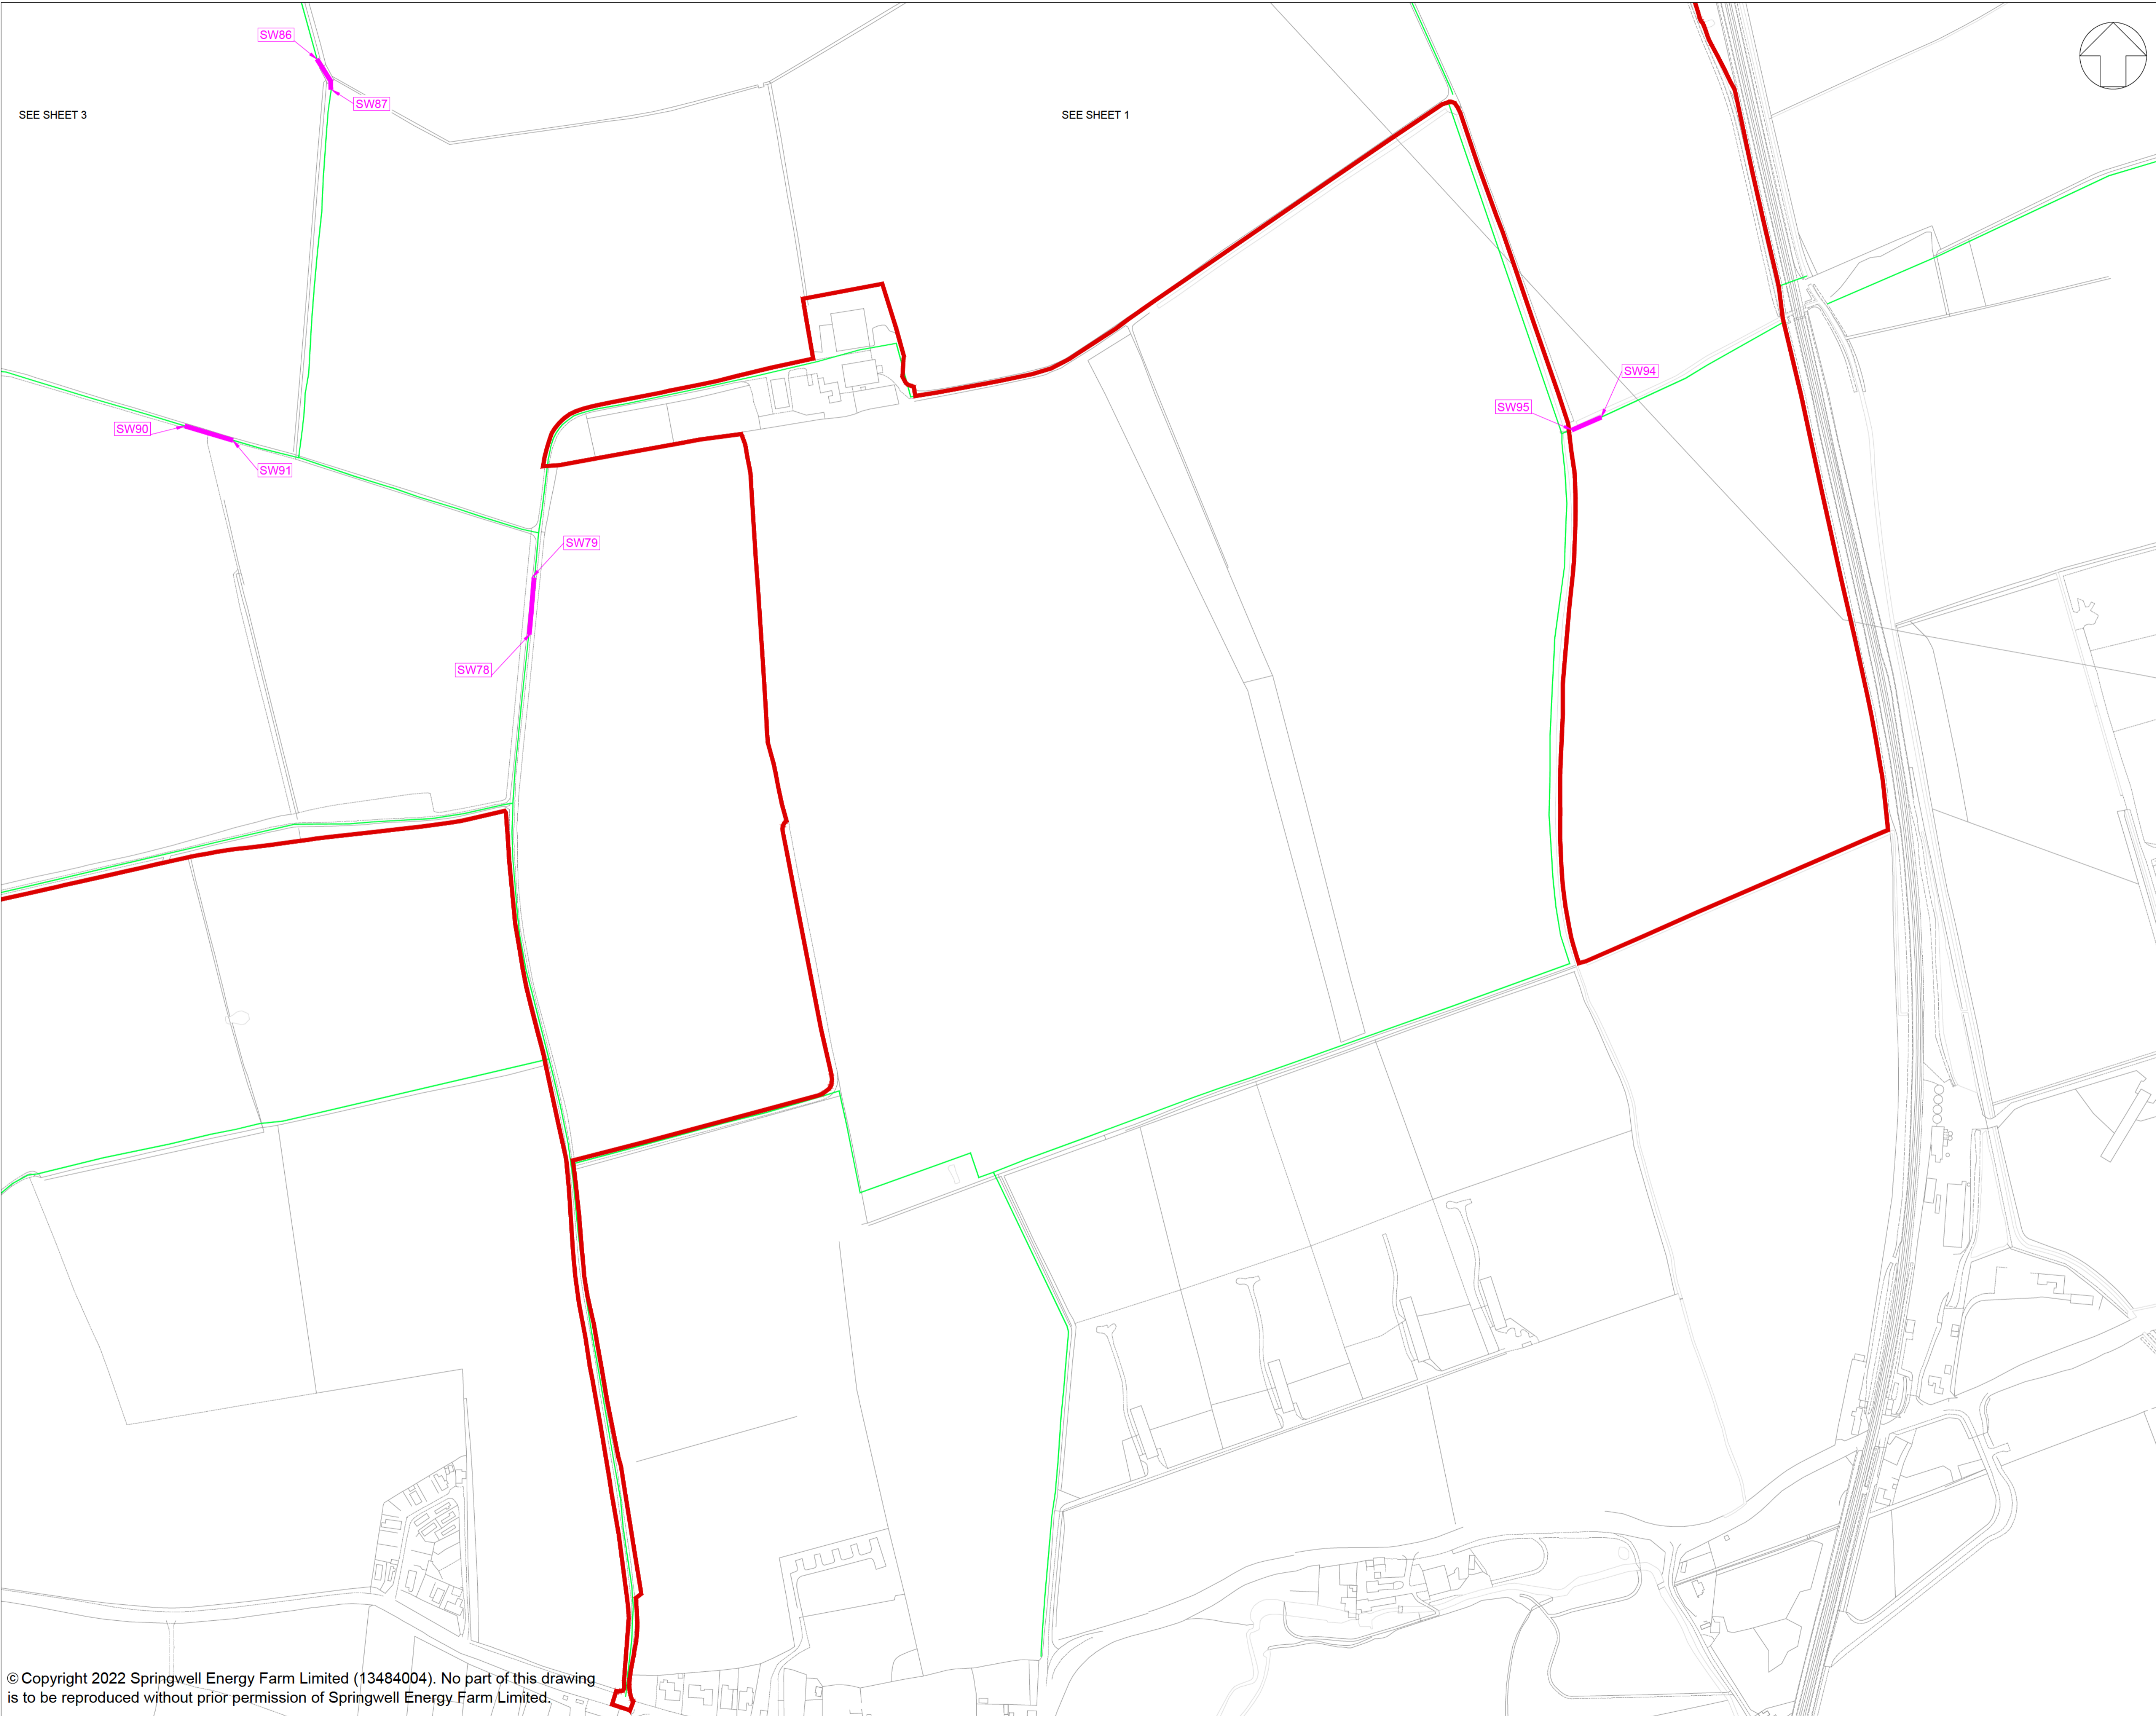 SW86
SW87
SEE SHEET 3
SEE SHEET 1
SW94
SW95
SW90
SW91
SW79
SW78
© Copyright 2022 Springwell Energy Farm Limited (13484004). No part of this drawing
is to be reproduced without prior permission of Springwell Energy Farm Limited.